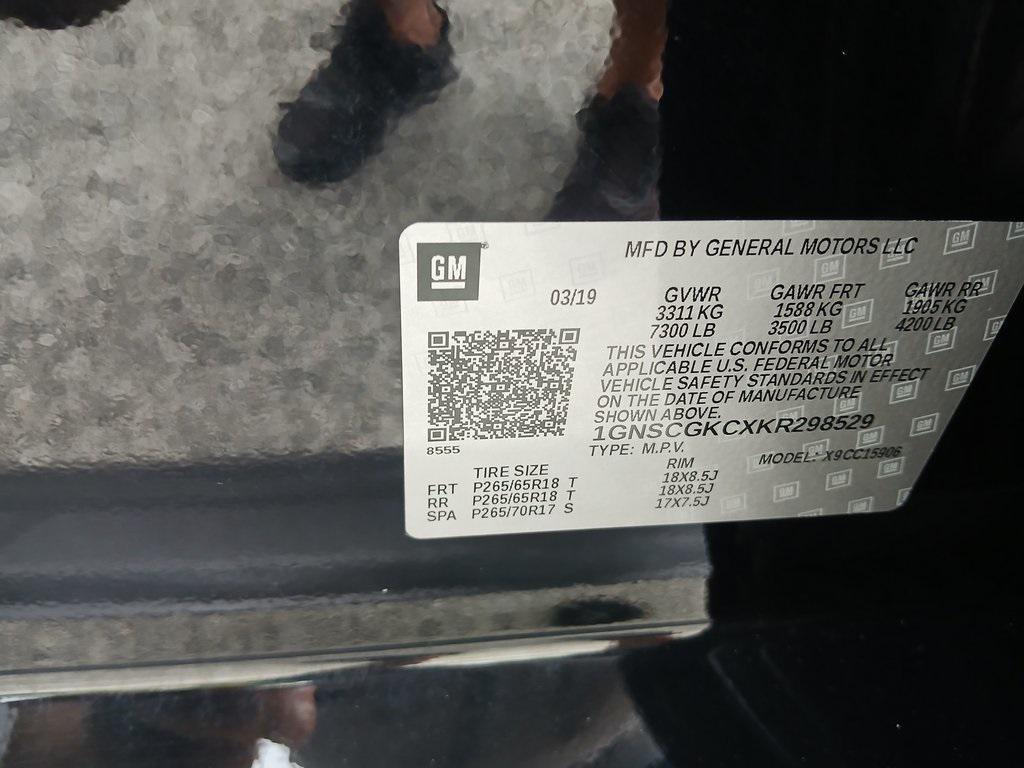 GM
MFD BY GENERAL MOTORS LLC
03/19
GVWR GAWR FRT GAWR RR
3311 KG 1588 KG 1905 KG
7300 LB 3500 LB 4200 LB
THIS VEHICLE CONFORMS TO ALL
APPLICABLE U.S. FEDERAL MOTOR
VEHICLE SAFETY STANDARDS IN EFFECT
ON THE DATE OF MANUFACTURE
SHOWN ABOVE.
1GNSCGKCXKR298529
8555
TYPE: M.P.V. MODEL: X9CC15906
TIRE SIZE RIM
FRT P265/65R18 T 18X8.5J
RR P265/65R18 T 18X8.5J
SPA P265/70R17 S 17X7.5J